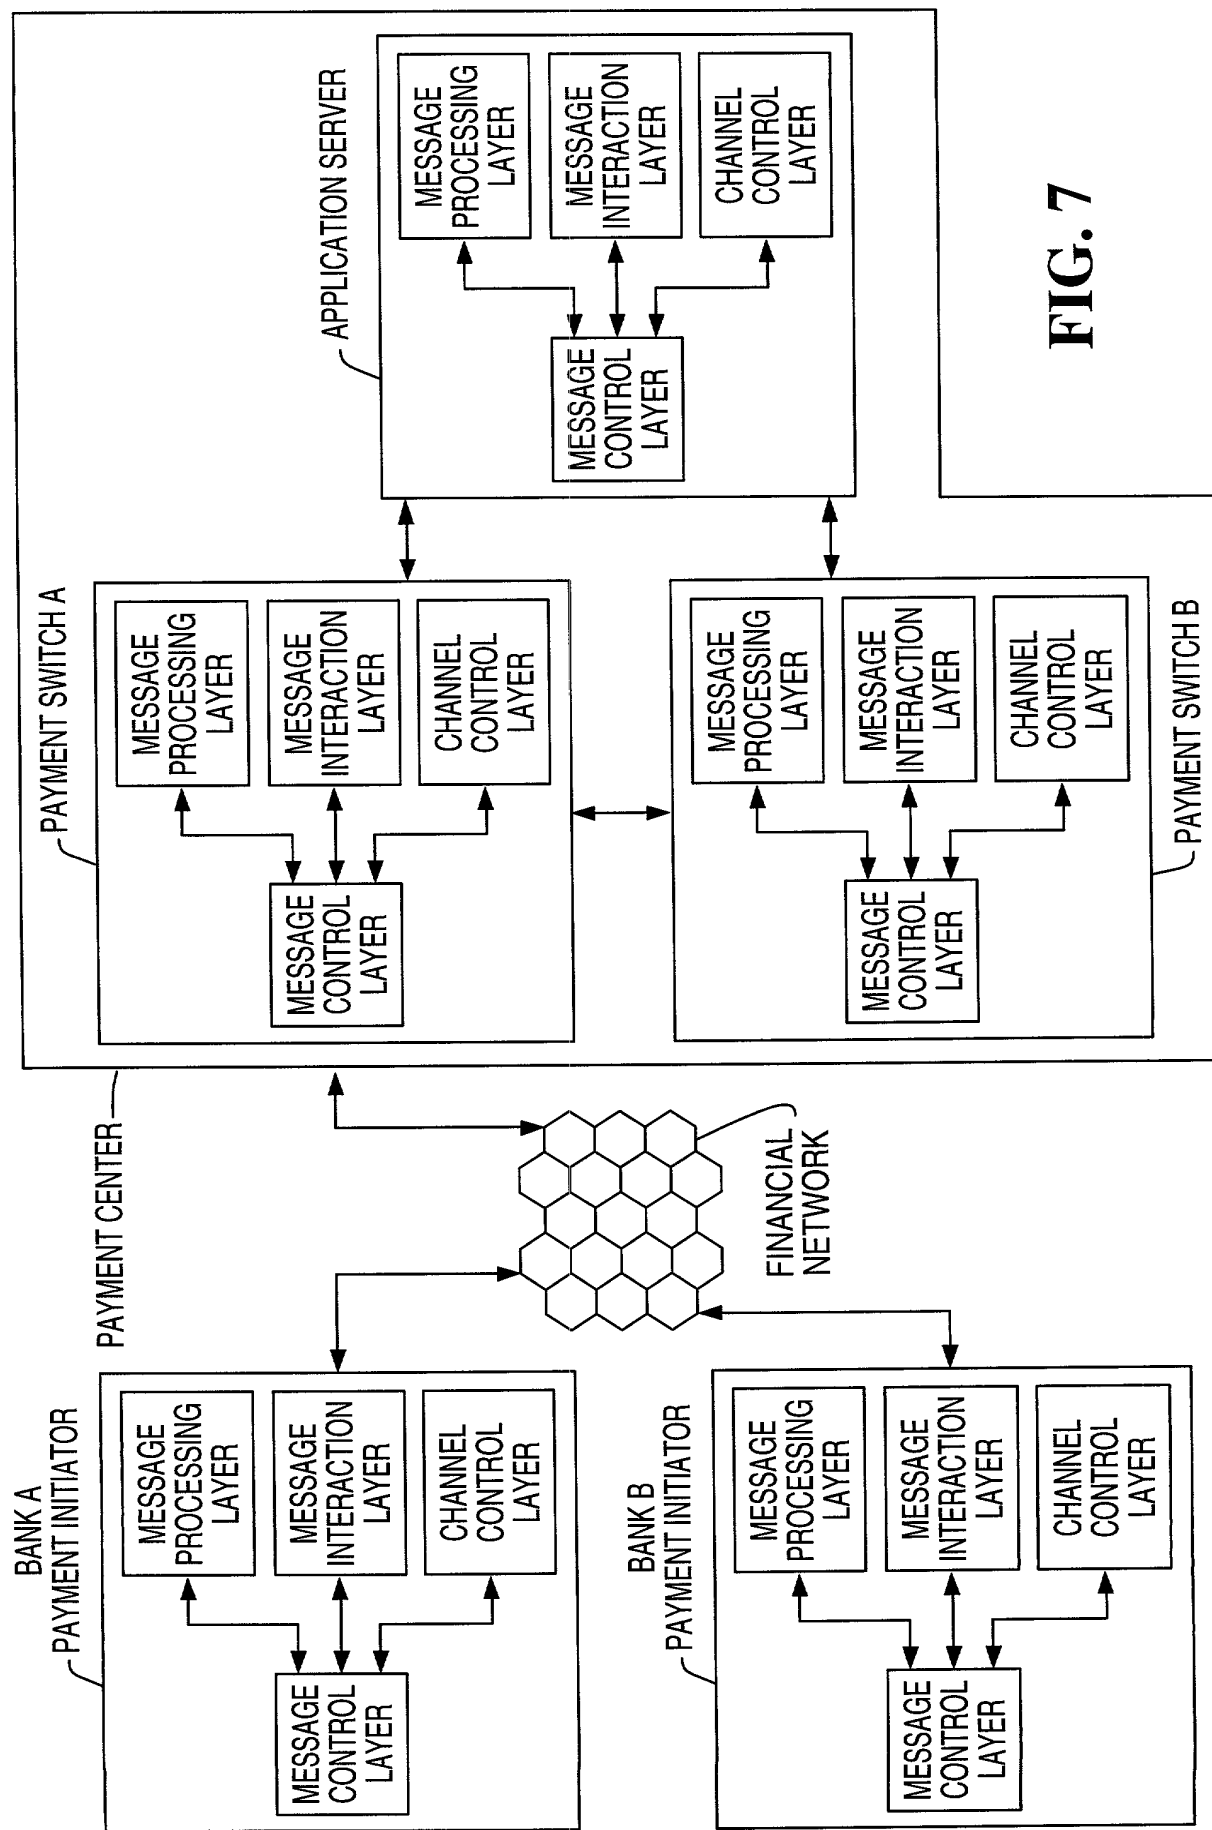 BANK A
PAYMENT INITIATOR
MESSAGE
PROCESSING
LAYER
MESSAGE
INTERACTION
LAYER
CHANNEL
CONTROL
LAYER
MESSAGE
CONTROL
LAYER
BANK B
PAYMENT INITIATOR
MESSAGE
PROCESSING
LAYER
MESSAGE
INTERACTION
LAYER
CHANNEL
CONTROL
LAYER
MESSAGE
CONTROL
LAYER
PAYMENT CENTER
FINANCIAL
NETWORK
PAYMENT SWITCH A
MESSAGE
PROCESSING
LAYER
MESSAGE
INTERACTION
LAYER
CHANNEL
CONTROL
LAYER
MESSAGE
CONTROL
LAYER
MESSAGE
PROCESSING
LAYER
MESSAGE
INTERACTION
LAYER
CHANNEL
CONTROL
LAYER
MESSAGE
CONTROL
LAYER
PAYMENT SWITCH B
APPLICATION SERVER
MESSAGE
PROCESSING
LAYER
MESSAGE
INTERACTION
LAYER
CHANNEL
CONTROL
LAYER
MESSAGE
CONTROL
LAYER
FIG. 7